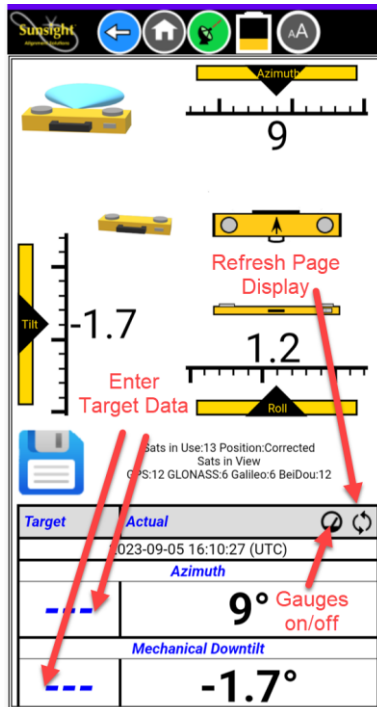 Sunsight
Alignment Solutions
AA
Azimuth
9
Refresh Page
Display
Tilt
-1.7
1.2
Enter
Target Data
Roll
Sats in Use:13 Position:Corrected
Sats in View
GPS:12 GLONASS:6 Galileo:6 BeiDou:12
Target
Actual
2023-09-05 16:10:27 (UTC)
Azimuth
---
9°
Gauges
on/off
Mechanical Downtilt
---
-1.7°